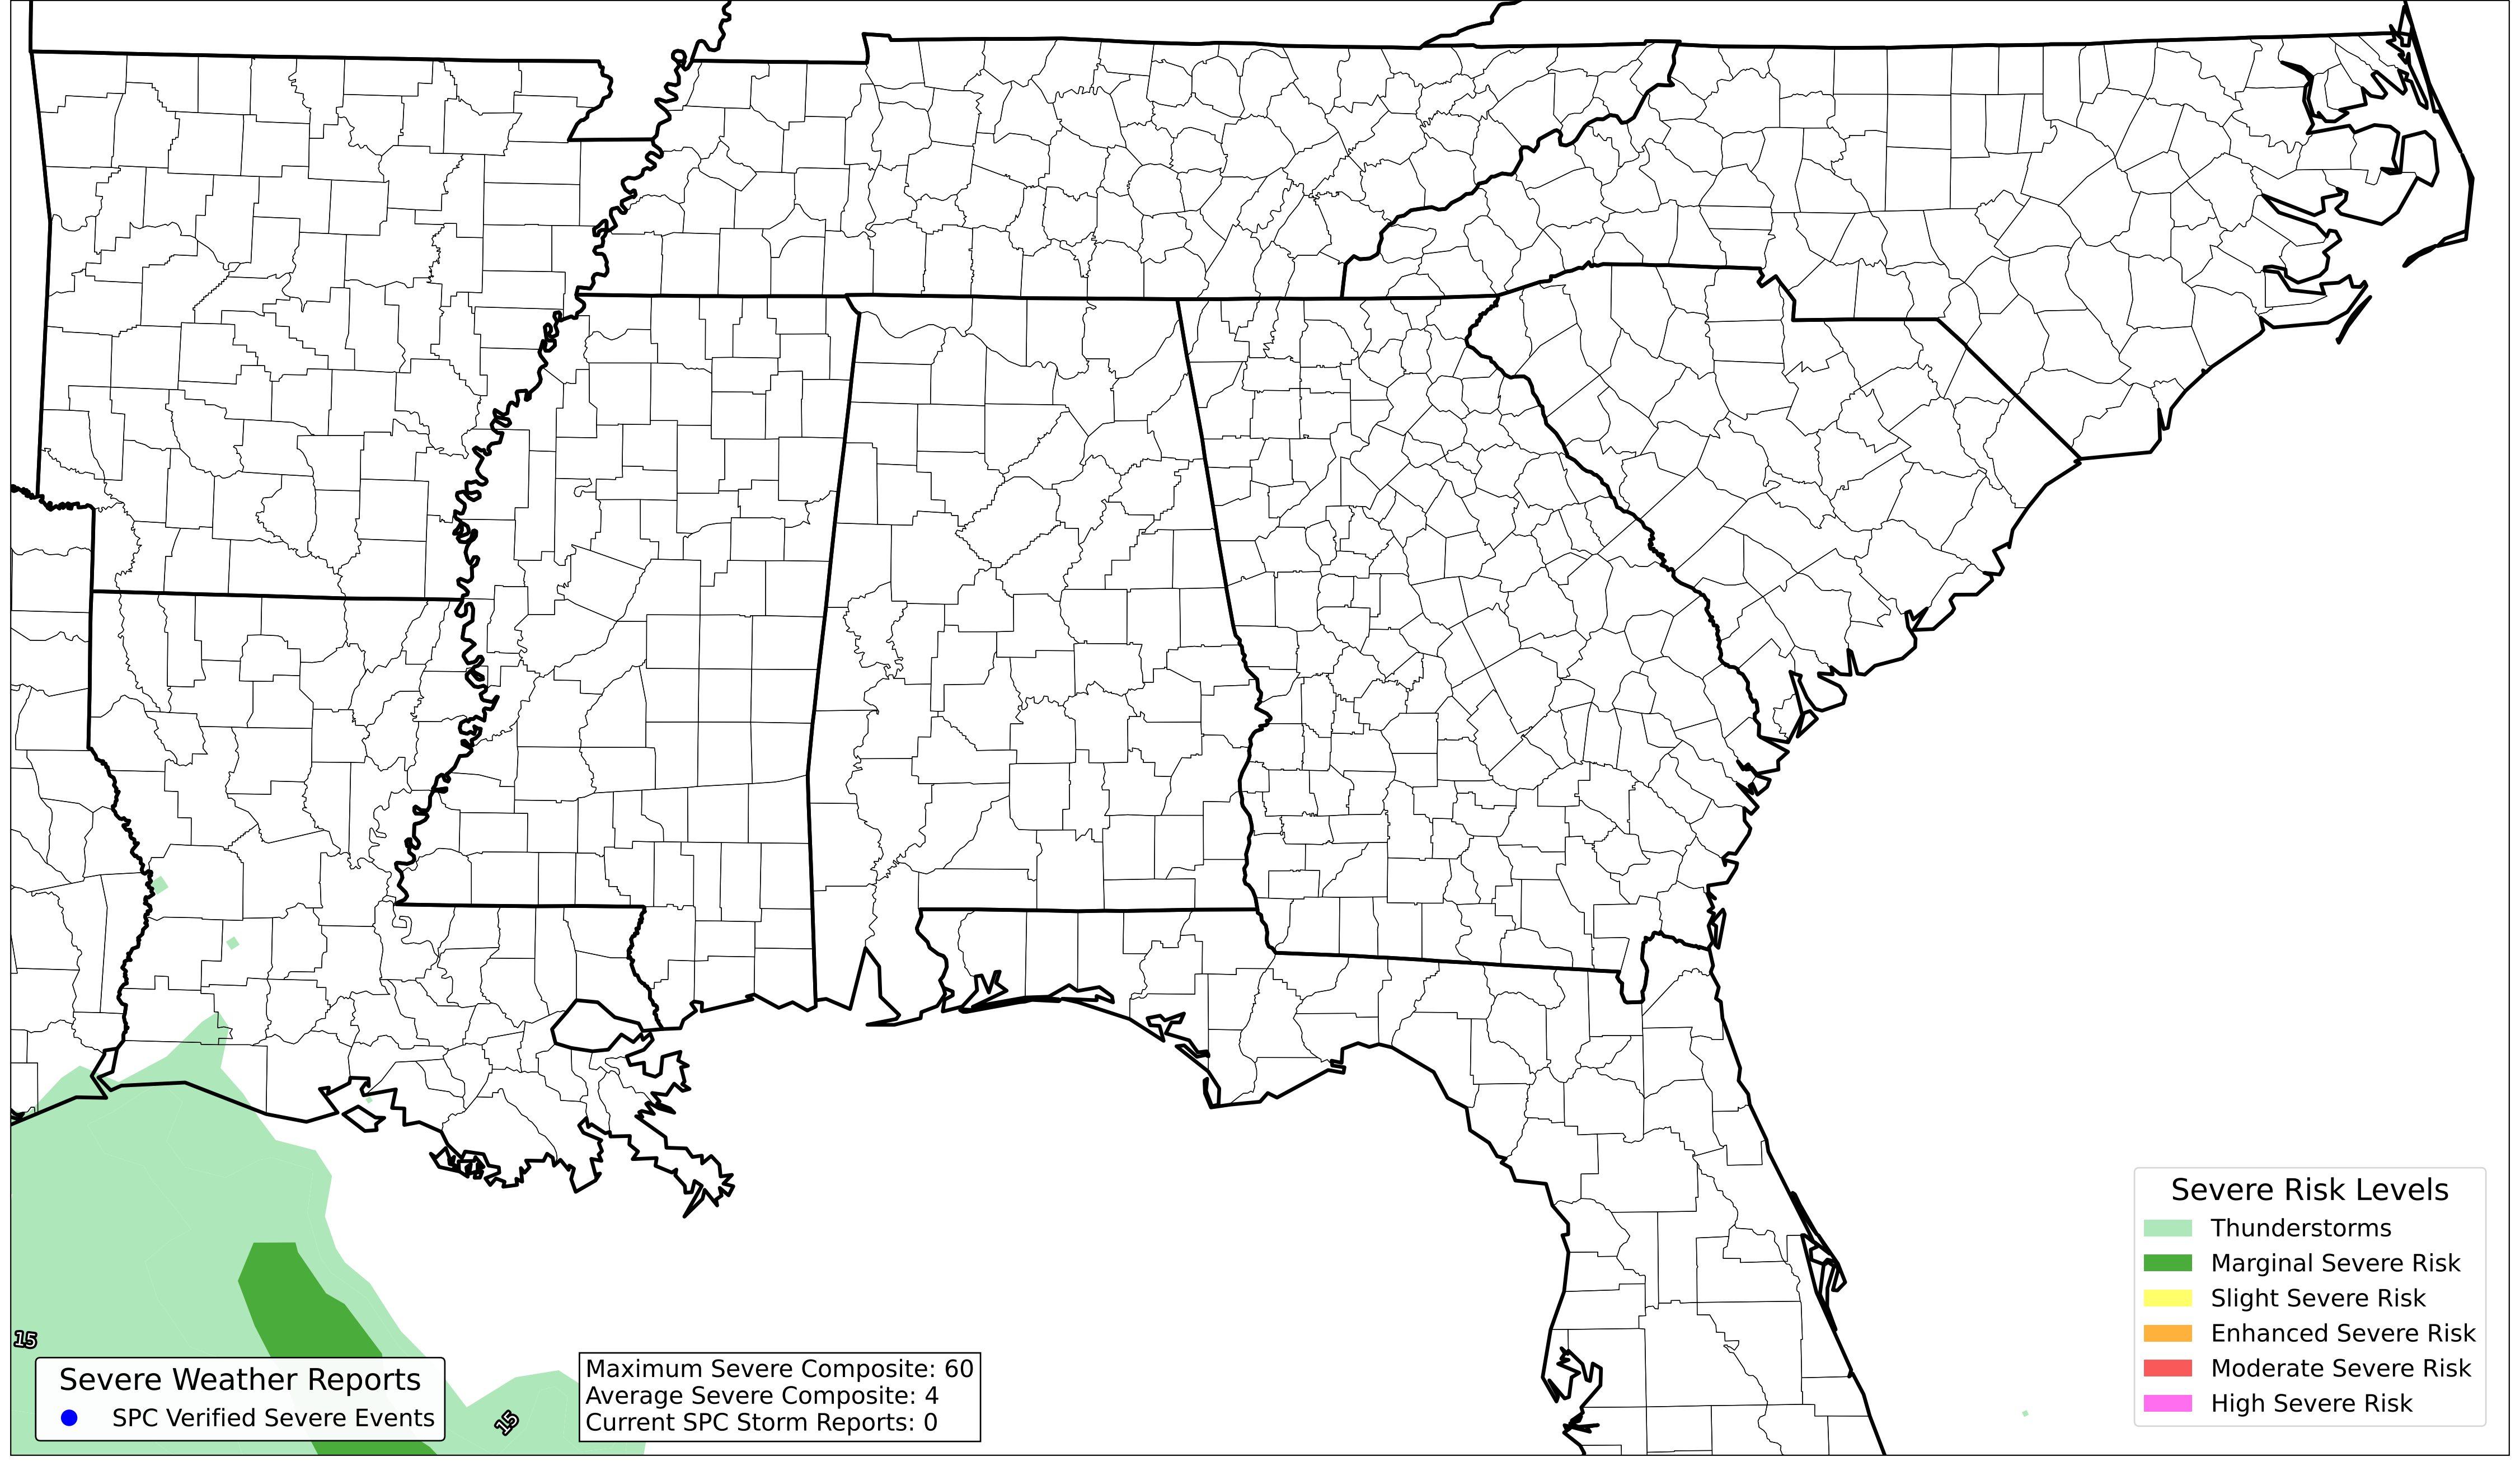 15
Severe Weather Reports
SPC Verified Severe Events
15
Maximum Severe Composite: 60
Average Severe Composite: 4
Current SPC Storm Reports: 0
Severe Risk Levels
Thunderstorms
Marginal Severe Risk
Slight Severe Risk
Enhanced Severe Risk
Moderate Severe Risk
High Severe Risk